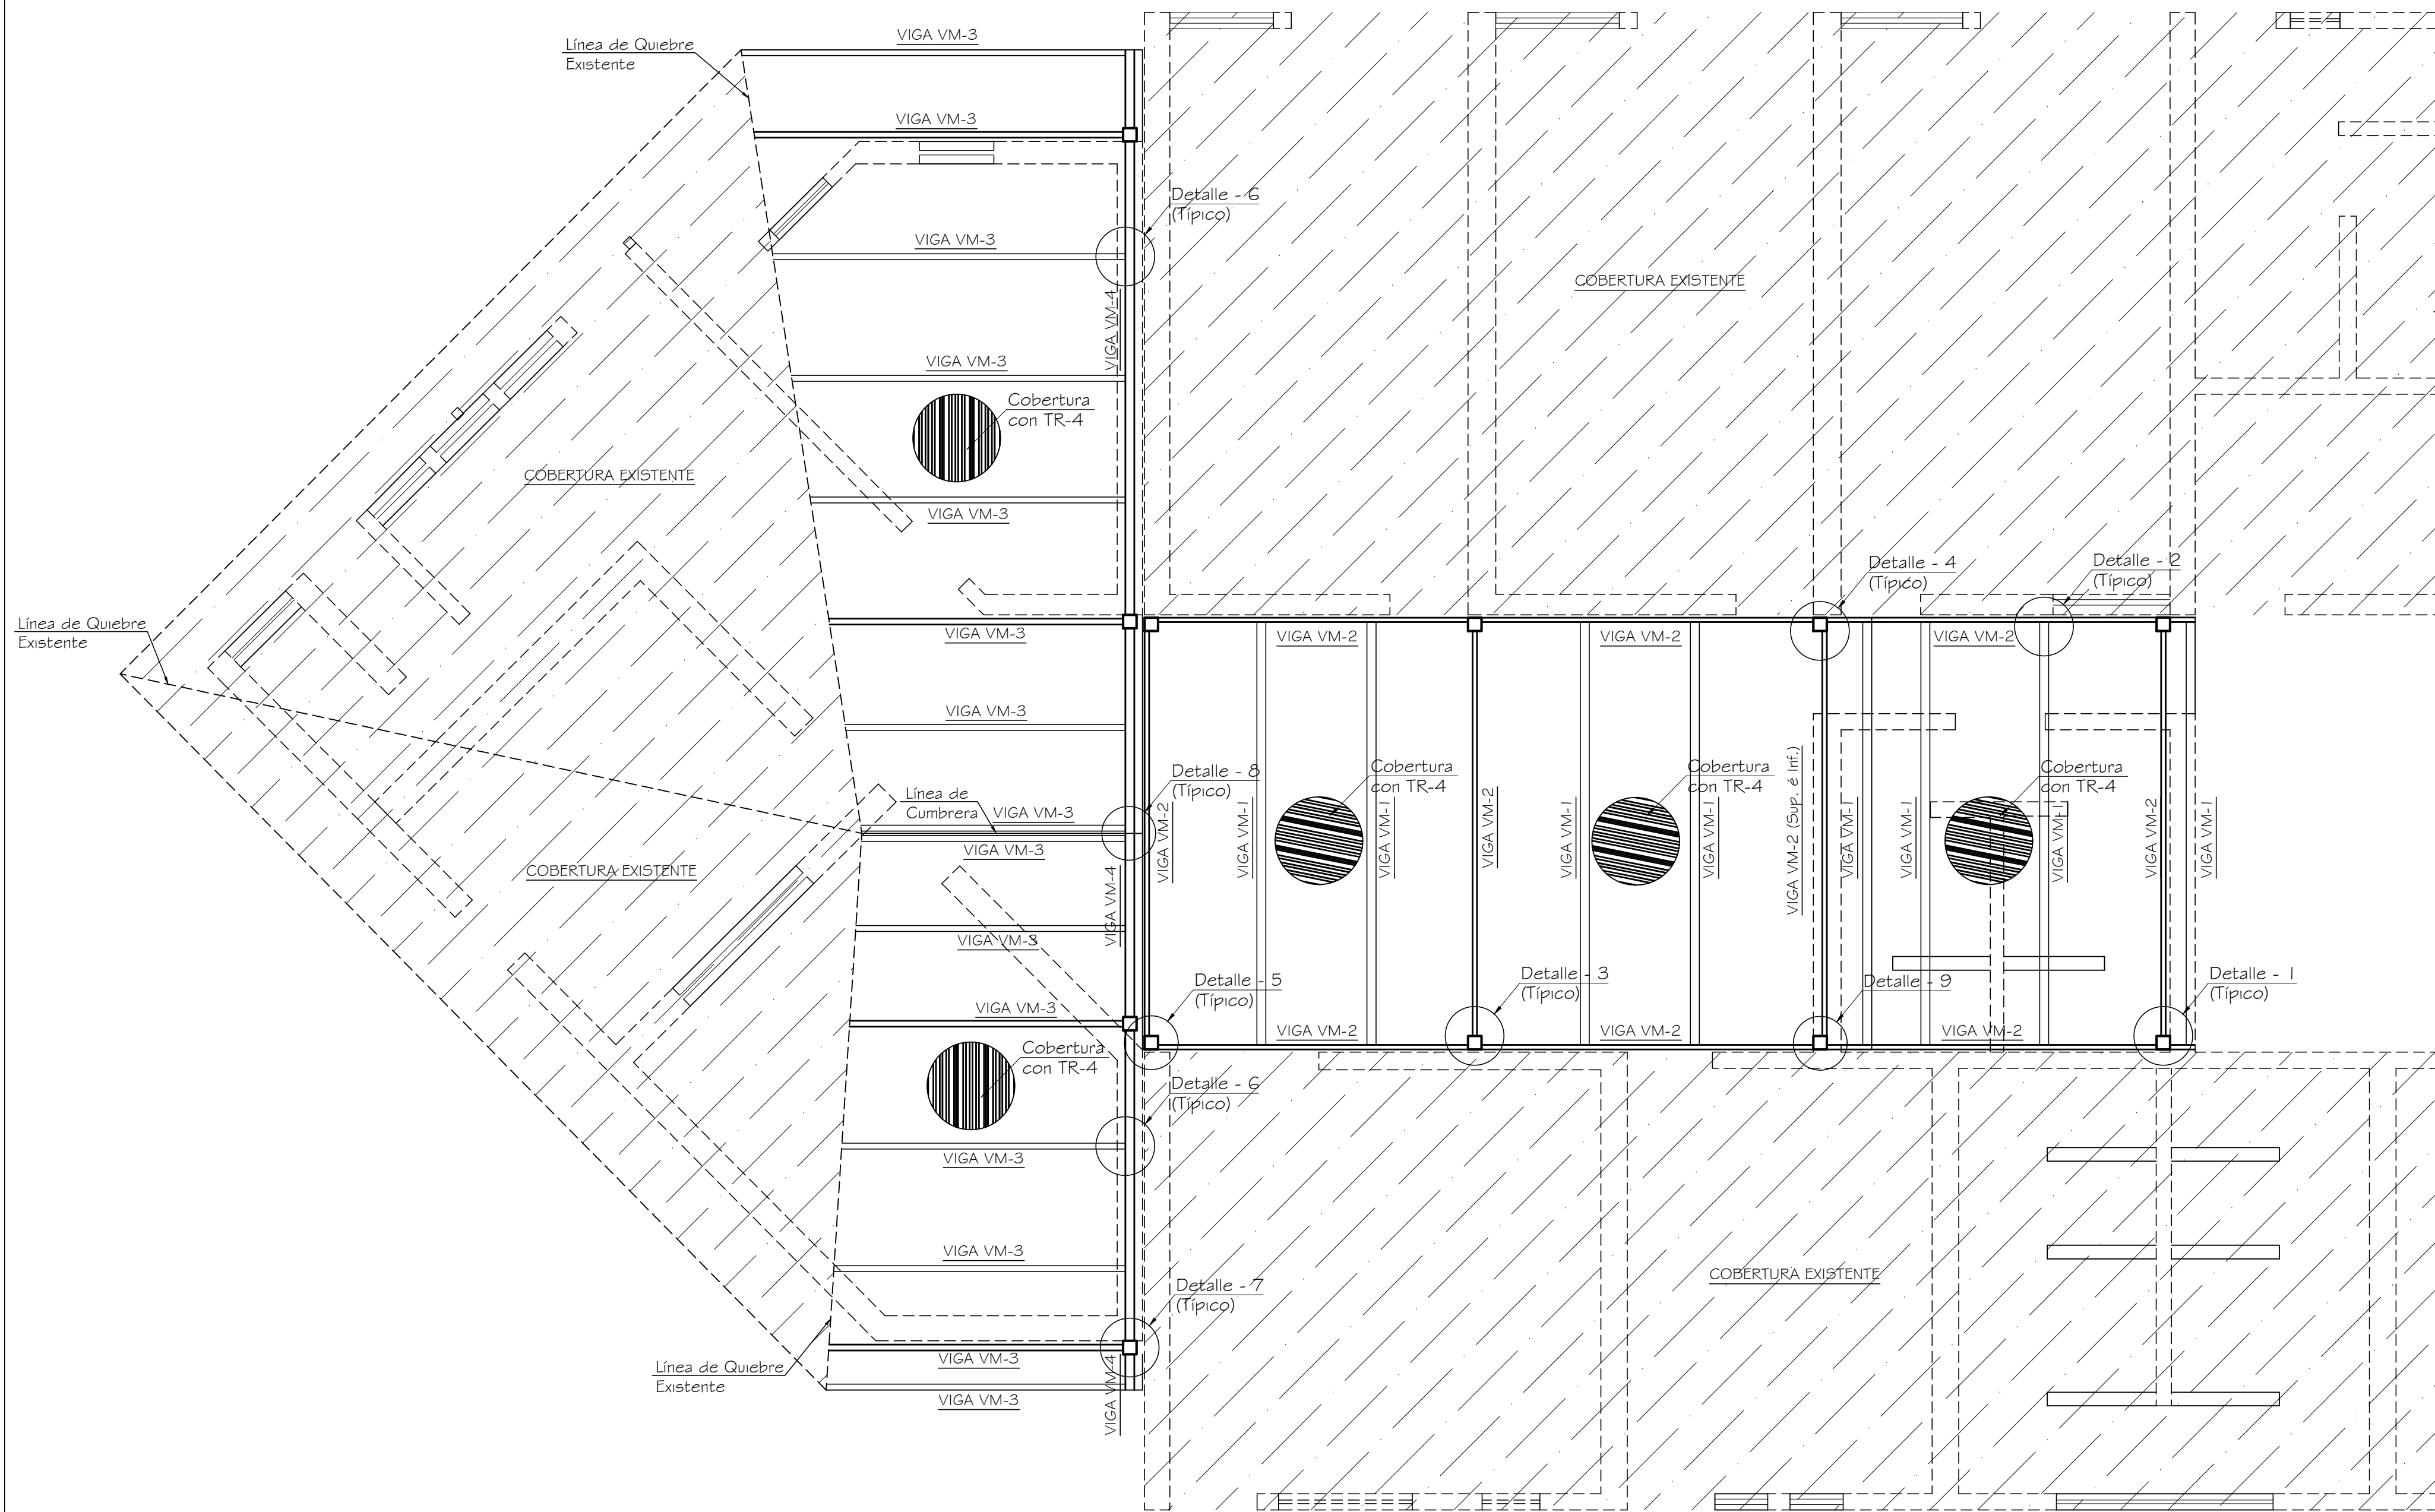 VIGA VM-3
Línea de Quiebre
Existente
VIGA VM-3
Detalle - 6
(Típico)
VIGA VM-3
COBERTURA EXISTENTE
VIGA VM-4
VIGA VM-3
Cobertura
con TR-4
COBERTURA EXISTENTE
VIGA VM-3
Detalle - 4
(Típico)
Detalle - 2
(Típico)
Línea de Quiebre
Existente
VIGA VM-3
VIGA VM-2
VIGA VM-2
VIGA VM-2
VIGA VM-3
Detalle - 8
(Típico)
Cobertura
con TR-4
Cobertura
con TR-4
Cobertura
con TR-4
Línea de
Cumbrera
VIGA VM-3
VIGA VM-3
VIGA VM-2
VIGA VM-1
VIGA VM-1
VIGA VM-2
VIGA VM-1
VIGA VM-1
VIGA VM-2 (Sup. é Inf.)
VIGA VM-1
VIGA VM-1
VIGA VM-1
VIGA VM-2
VIGA VM-1
COBERTURA EXISTENTE
VIGA VM-4
VIGA VM-3
Detalle - 5
(Típico)
Detalle - 3
(Típico)
Detalle - 9
Detalle - 1
(Típico)
VIGA VM-3
VIGA VM-2
VIGA VM-2
VIGA VM-2
Cobertura
con TR-4
Detalle - 6
(Típico)
VIGA VM-3
VIGA VM-3
COBERTURA EXISTENTE
Detalle - 7
(Típico)
Línea de Quiebre
Existente
VIGA VM-3
VIGA VM-4
VIGA VM-3